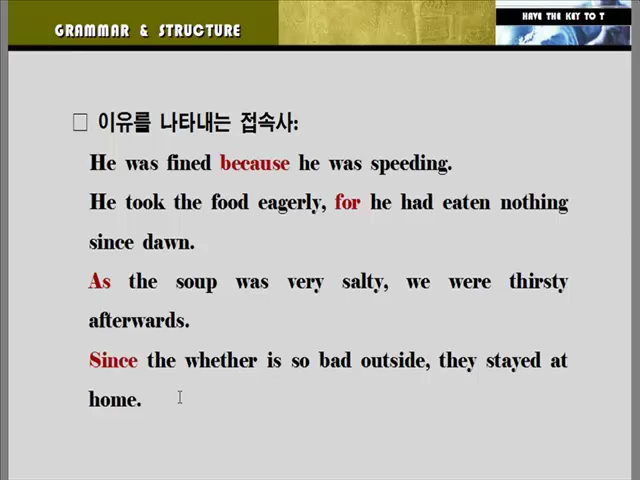 GRAMMAR & STRUCTURE
HAVE THE KEY TO T
□ 이유를 나타내는 접속사:
He was fined because he was speeding.
He took the food eagerly, for he had eaten nothing
since dawn.
As the soup was very salty, we were thirsty
afterwards.
Since the whether is so bad outside, they stayed at
home.